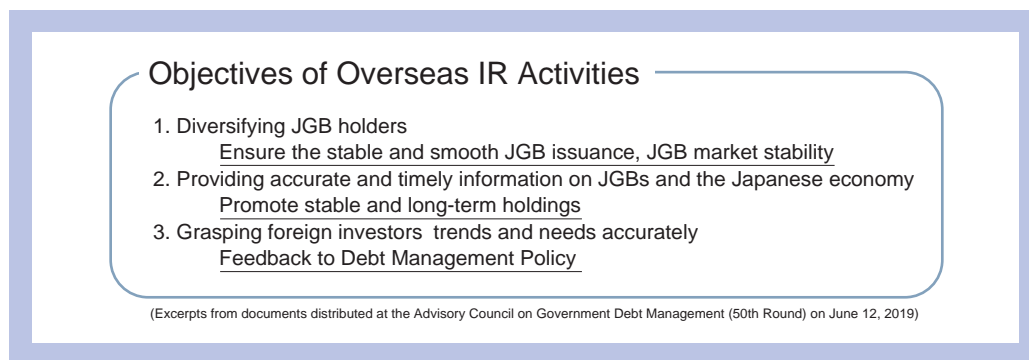 Objectives of Overseas IR Activities
1. Diversifying JGB holders
Ensure the stable and smooth JGB issuance, JGB market stability
2. Providing accurate and timely information on JGBs and the Japanese economy
Promote stable and long-term holdings
3. Grasping foreign investors trends and needs accurately
Feedback to Debt Management Policy
(Excerpts from documents distributed at the Advisory Council on Government Debt Management (50th Round) on June 12, 2019)